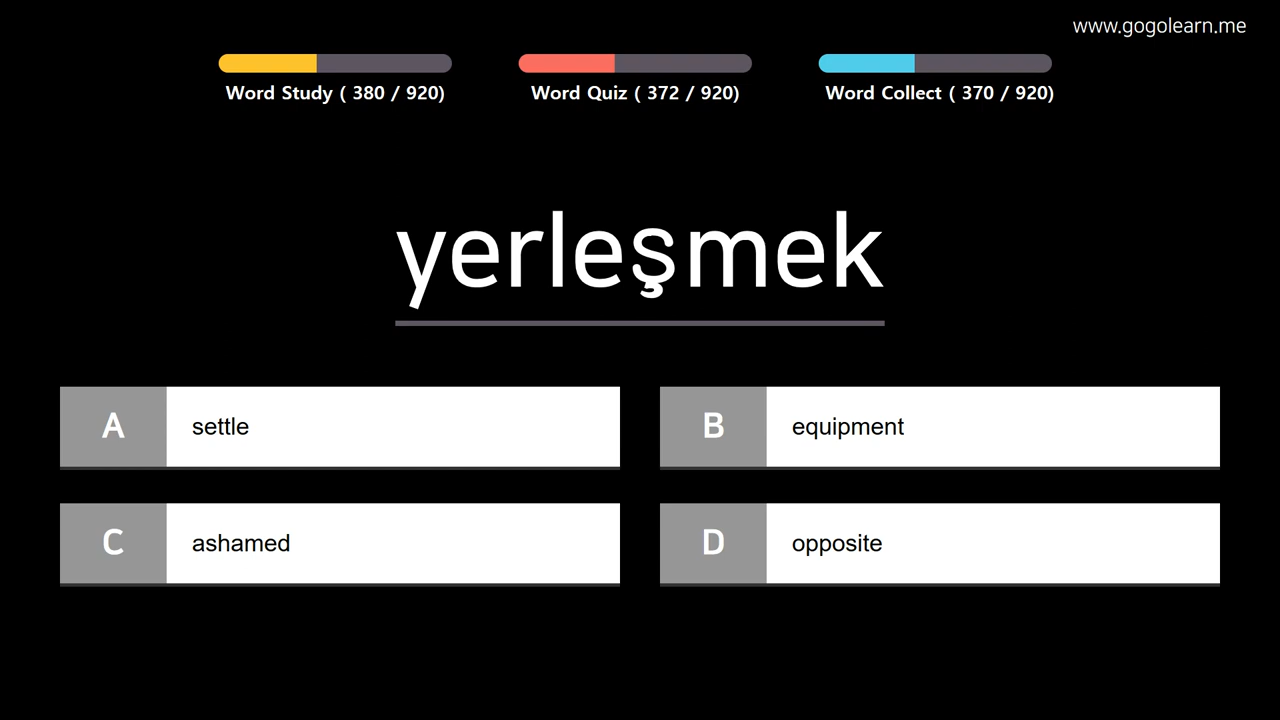 www.gogolearn.me
Word Study ( 380 / 920)
Word Quiz ( 372 / 920)
Word Collect ( 370 / 920)
yerleşmek
A settle
B equipment
C ashamed
D opposite